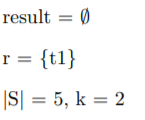 result = ∅
r = {t1}
|S| = 5, k = 2